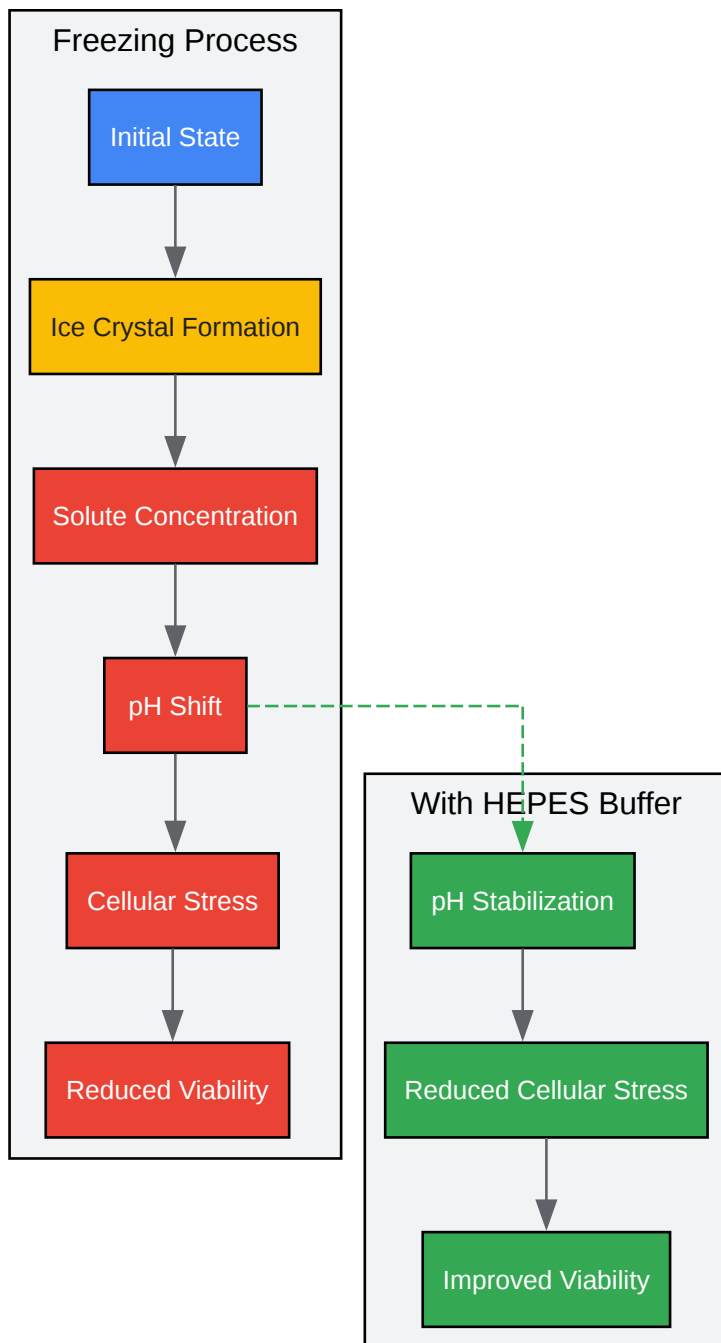 Freezing Process
Initial State
Ice Crystal Formation
Solute Concentration
pH Shift
Cellular Stress
Reduced Viability
With HEPES Buffer
pH Stabilization
Reduced Cellular Stress
Improved Viability